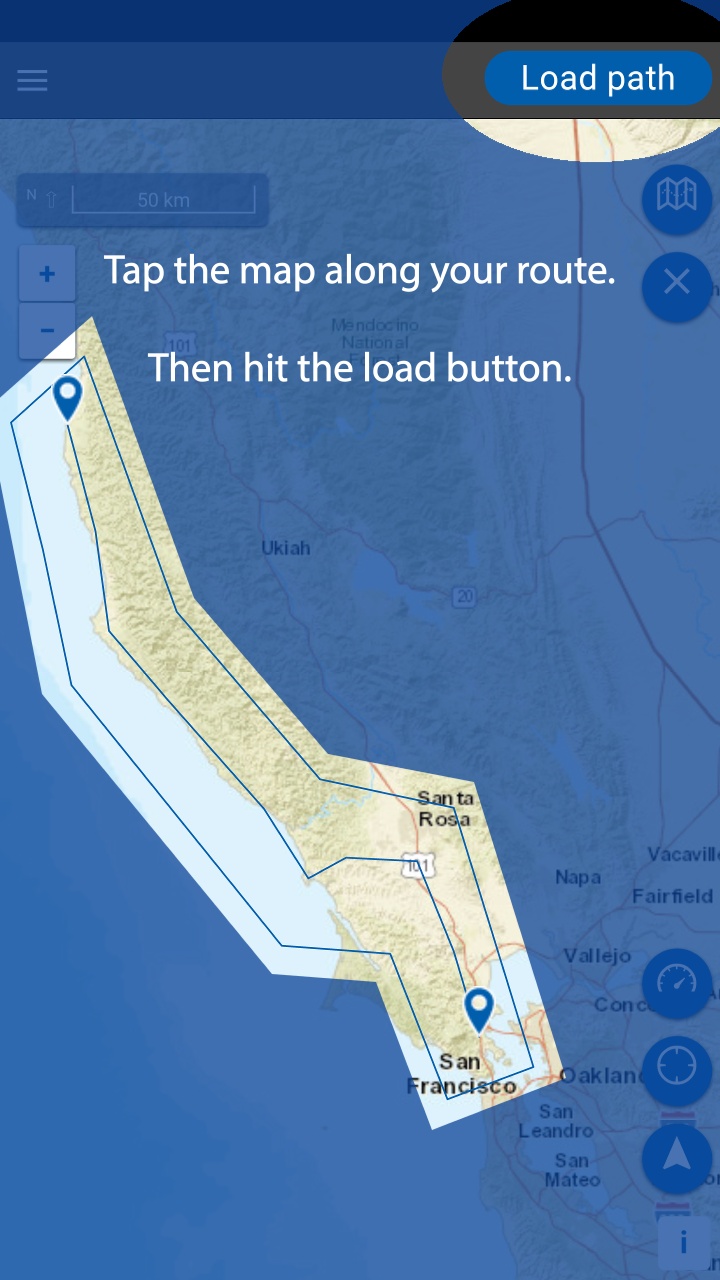 Load path
N
50 km
+
Tap the map along your route.
−
101
Mendocino
National
Then hit the load button.
Ukiah
20
Santa
Rosa
101
Napa
Vacaville
Fairfield
Vallejo
San
Francisco
Oakland
San
Leandro
San
Mateo
i